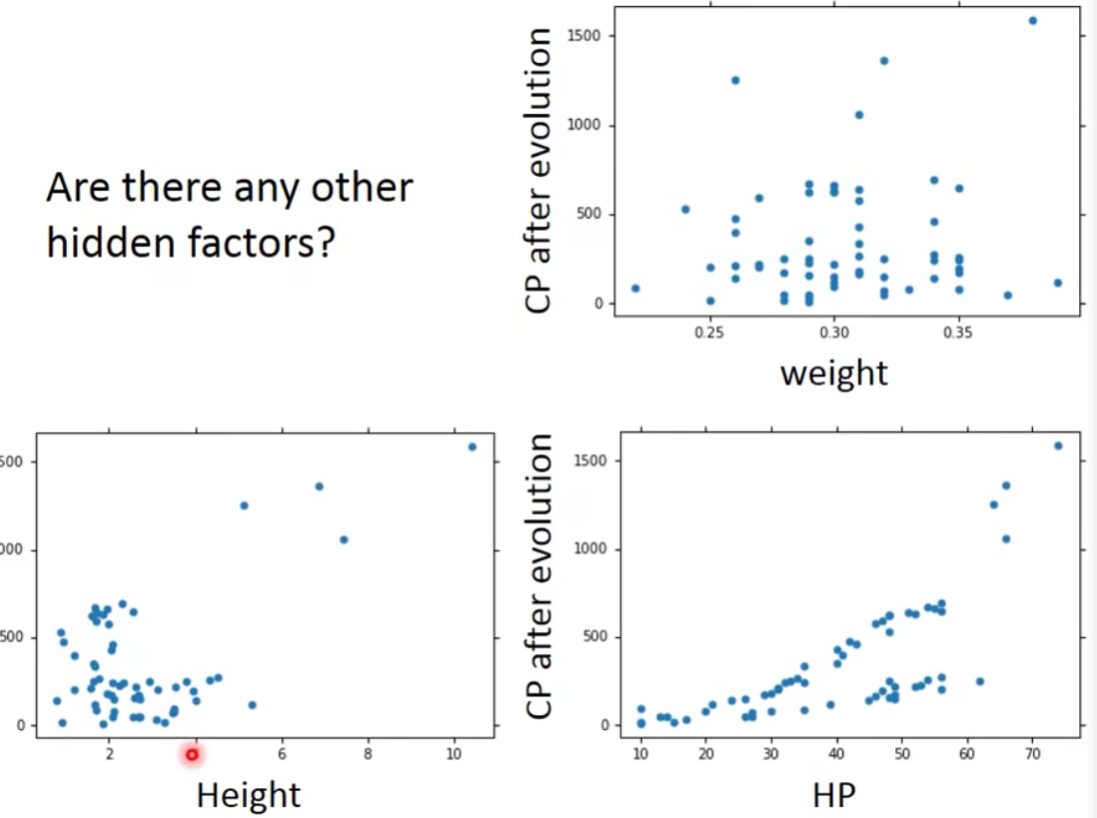 CP after evolution
1500
1000
500
0
0.25 0.30 0.35
weight
Are there any other
hidden factors?
500
000
500
0
2 6 8 10
Height
CP after evolution
1500
1000
500
0
10 20 30 40 50 60 70
HP